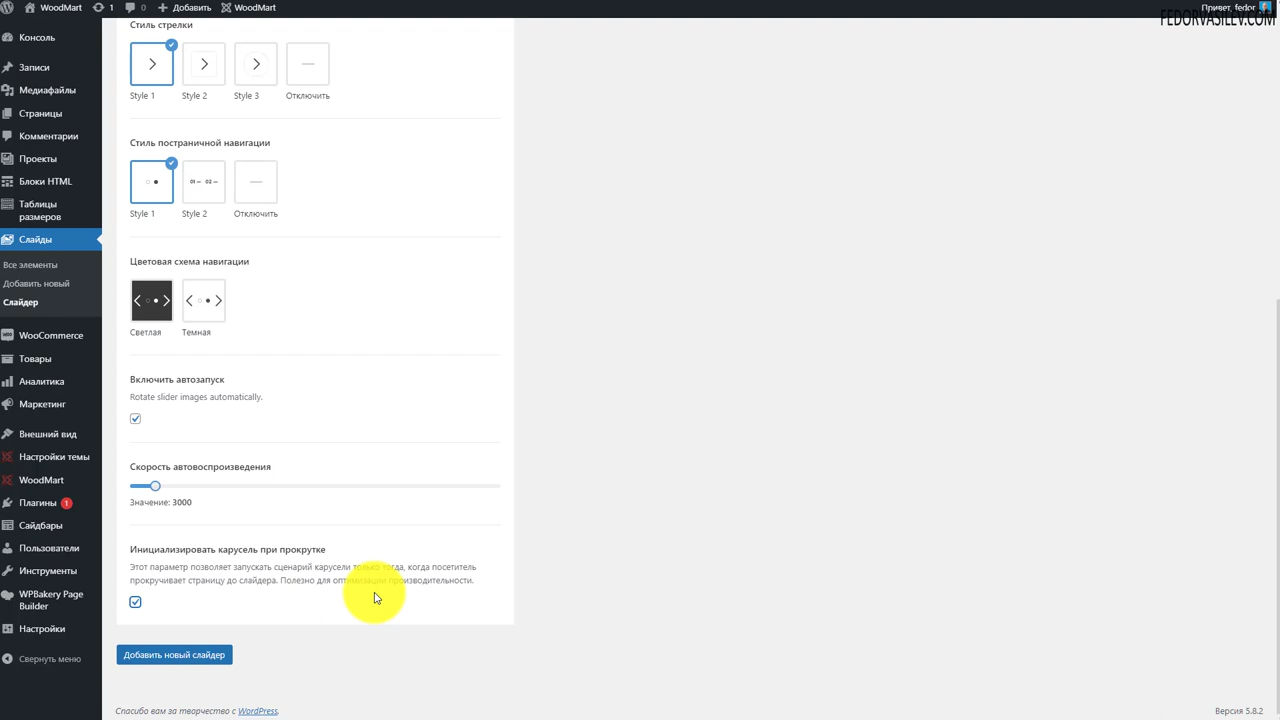 WoodMart
1
0
Добавить
WoodMart
Привет, fedor
FEDORVASILEV.COM
Консоль
Записи
Медиафайлы
Страницы
Комментарии
Проекты
Блоки HTML
Таблицы
размеров
Слайды
Все элементы
Добавить новый
Слайдер
WooCommerce
Товары
Аналитика
Маркетинг
Внешний вид
Настройки темы
WoodMart
Плагины 1
Сайдбары
Пользователи
Инструменты
WPBakery Page
Builder
Настройки
Свернуть меню
Стиль стрелки
Style 1
Style 2
Style 3
Отключить
Стиль постраничной навигации
01 02
Style 1
Style 2
Отключить
Цветовая схема навигации
Светлая
Темная
Включить автозапуск
Rotate slider images automatically.
Скорость автовоспроизведения
Значение: 3000
Инициализировать карусель при прокрутке
Этот параметр позволяет запускать сценарий карусели только тогда, когда посетитель
прокручивает страницу до слайдера. Полезно для оптимизации производительности.
Добавить новый слайдер
Спасибо вам за творчество с WordPress.
Версия 5.8.2